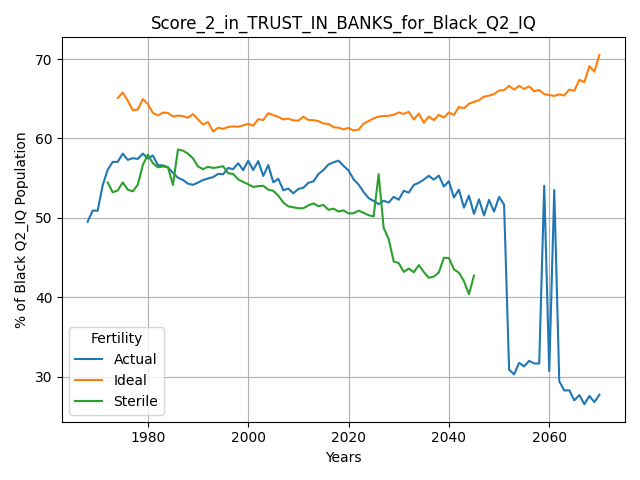 Score_2_in_TRUST_IN_BANKS_for_Black_Q2_IQ
% of Black Q2_IQ Population
70
60
50
40
30
Fertility
Actual
Ideal
Sterile
1980 2000 2020 2040 2060
Years